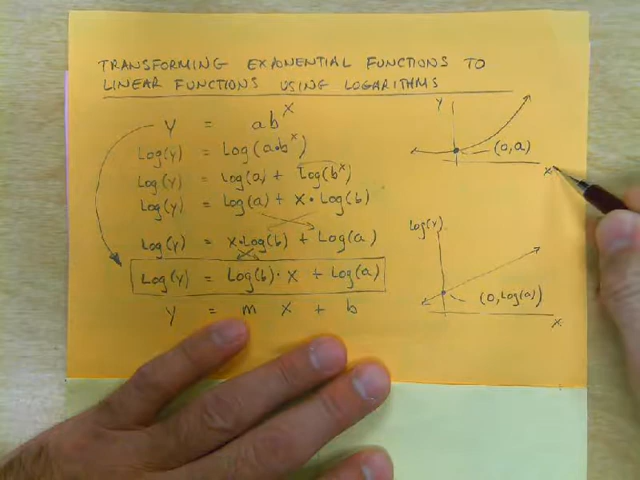 TRANSFORMING EXPONENTIAL FUNCTIONS TO
LINEAR FUNCTIONS USING LOGARITHMS
Y = ab^x
Log(Y) = Log(a·b^x)
Log(Y) = Log(a) + Log(b^x)
Log(Y) = Log(a) + x·Log(b)
Log(Y) = x·Log(b) + Log(a)
Log(Y) = Log(b)·x + Log(a)
Y = m x + b
Y
(0,a)
x
Log(Y)
(0,Log(a))
x